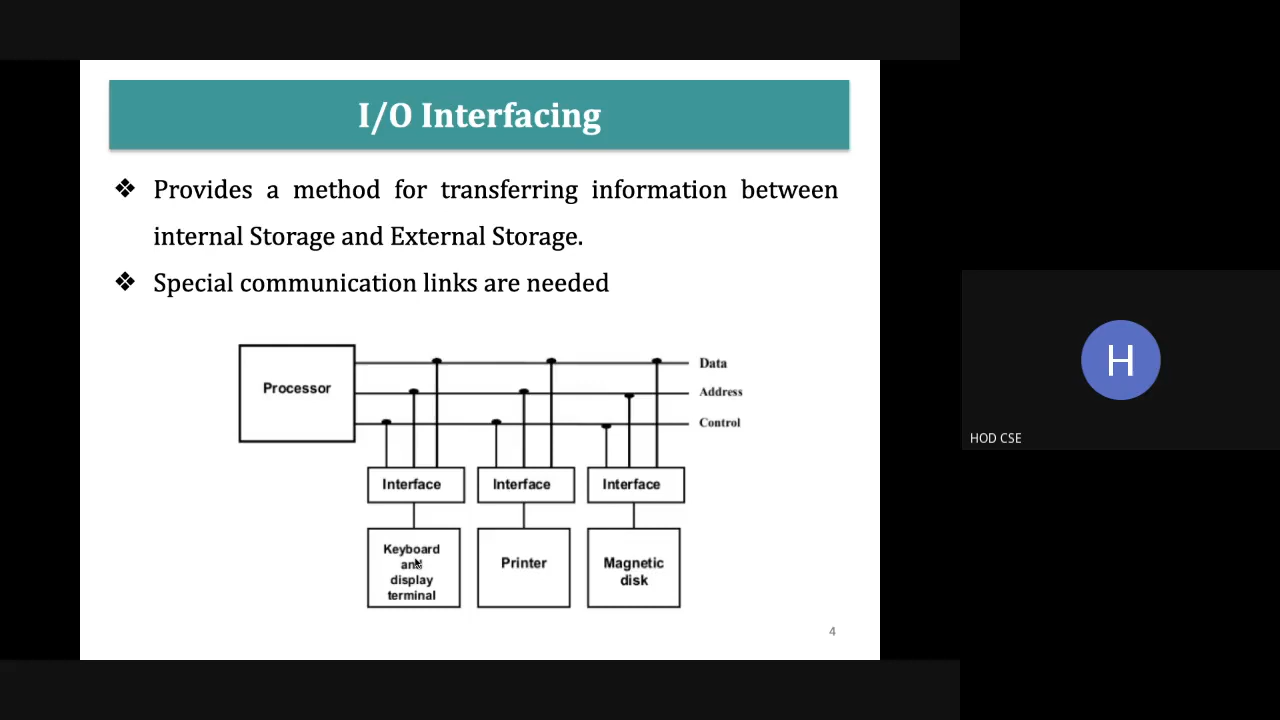 I/O Interfacing
❖ Provides a method for transferring information between
internal Storage and External Storage.
❖ Special communication links are needed
Processor
Data
Address
Control
Interface
Interface
Interface
Keyboard
and
display
terminal
Printer
Magnetic
disk
4
H
HOD CSE